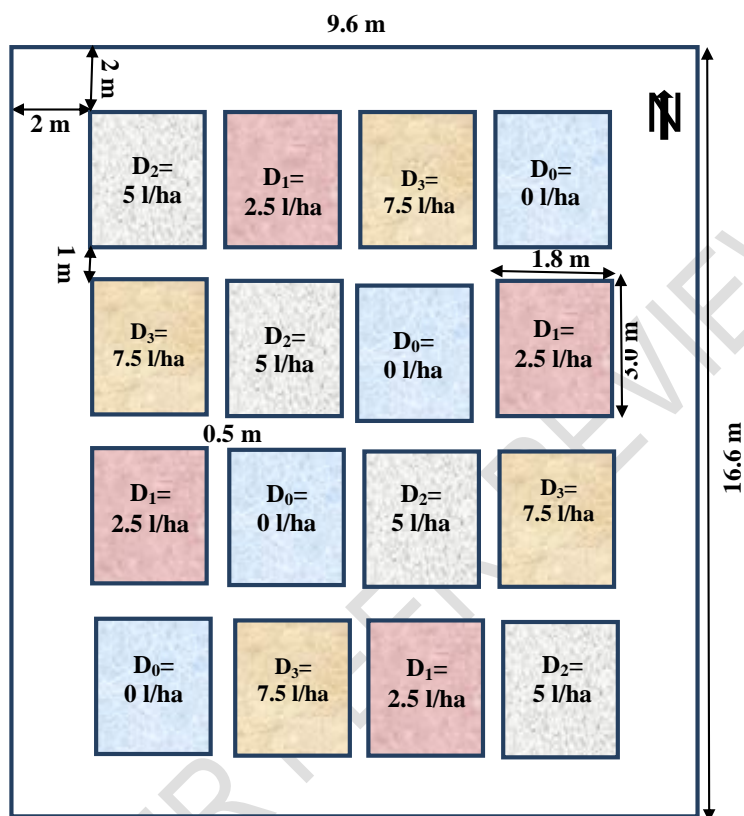 9.6 m
2 m
2 m
N
D₂=
5 l/ha
D₁=
2.5 l/ha
D₃=
7.5 l/ha
D₀=
0 l/ha
1 m
1.8 m
D₃=
7.5 l/ha
D₂=
5 l/ha
D₀=
0 l/ha
D₁=
2.5 l/ha
3.0 m
0.5 m
16.6 m
D₁=
2.5 l/ha
D₀=
0 l/ha
D₂=
5 l/ha
D₃=
7.5 l/ha
D₀=
0 l/ha
D₃=
7.5 l/ha
D₁=
2.5 l/ha
D₂=
5 l/ha
ER PEER REVIEW